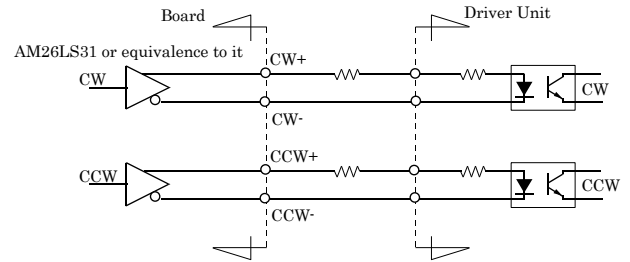 Board
Driver Unit
AM26LS31 or equivalence to it
CW
CW+
CW-
CW
CCW
CCW+
CCW-
CCW